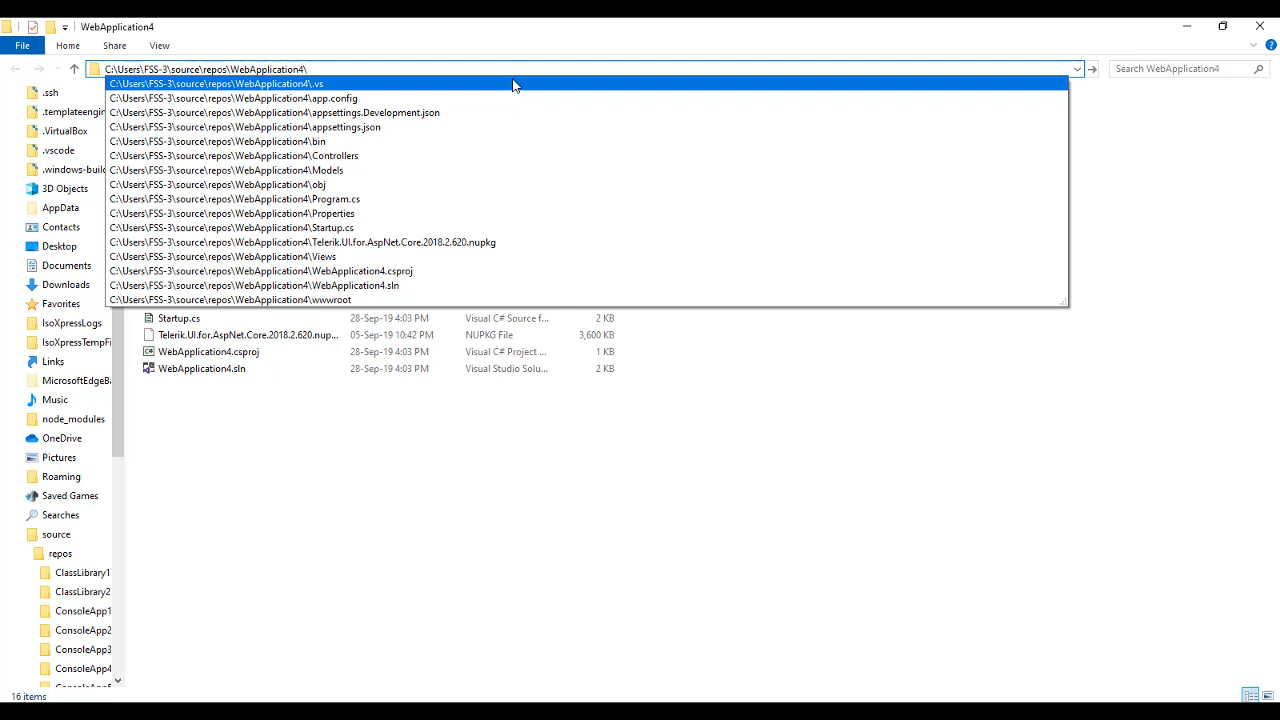 WebApplication4
File Home Share View
C:\Users\FSS-3\source\repos\WebApplication4\
Search WebApplication4
C:\Users\FSS-3\source\repos\WebApplication4\.vs
C:\Users\FSS-3\source\repos\WebApplication4\app.config
C:\Users\FSS-3\source\repos\WebApplication4\appsettings.Development.json
C:\Users\FSS-3\source\repos\WebApplication4\appsettings.json
C:\Users\FSS-3\source\repos\WebApplication4\bin
C:\Users\FSS-3\source\repos\WebApplication4\Controllers
C:\Users\FSS-3\source\repos\WebApplication4\Models
C:\Users\FSS-3\source\repos\WebApplication4\obj
C:\Users\FSS-3\source\repos\WebApplication4\Program.cs
C:\Users\FSS-3\source\repos\WebApplication4\Properties
C:\Users\FSS-3\source\repos\WebApplication4\Startup.cs
C:\Users\FSS-3\source\repos\WebApplication4\Telerik.UI.for.AspNet.Core.2018.2.620.nupkg
C:\Users\FSS-3\source\repos\WebApplication4\Views
C:\Users\FSS-3\source\repos\WebApplication4\WebApplication4.csproj
C:\Users\FSS-3\source\repos\WebApplication4\WebApplication4.sln
C:\Users\FSS-3\source\repos\WebApplication4\wwwroot
.ssh
.templateengin
.VirtualBox
.vscode
.windows-build
3D Objects
AppData
Contacts
Desktop
Documents
Downloads
Favorites
IsoXpressLogs
IsoXpressTempFi
Links
MicrosoftEdgeBa
Music
node_modules
OneDrive
Pictures
Roaming
Saved Games
Searches
source
repos
ClassLibrary1
ClassLibrary2
ConsoleApp1
ConsoleApp2
ConsoleApp3
ConsoleApp4
Startup.cs 28-Sep-19 4:03 PM Visual C# Source f... 2 KB
Telerik.UI.for.AspNet.Core.2018.2.620.nup... 05-Sep-19 10:42 PM NUPKG File 3,600 KB
WebApplication4.csproj 28-Sep-19 4:03 PM Visual C# Project ... 1 KB
WebApplication4.sln 28-Sep-19 4:03 PM Visual Studio Solu... 2 KB
16 items